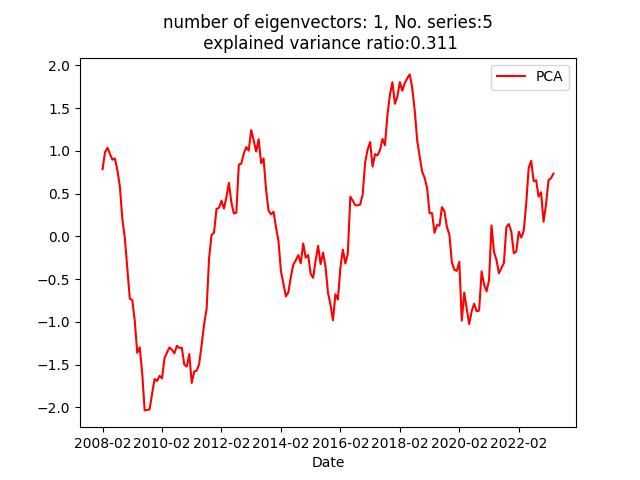 number of eigenvectors: 1, No. series:5
explained variance ratio:0.311
PCA
2.0
1.5
1.0
0.5
0.0
−0.5
−1.0
−1.5
−2.0
2008-02 2010-02 2012-02 2014-02 2016-02 2018-02 2020-02 2022-02
Date